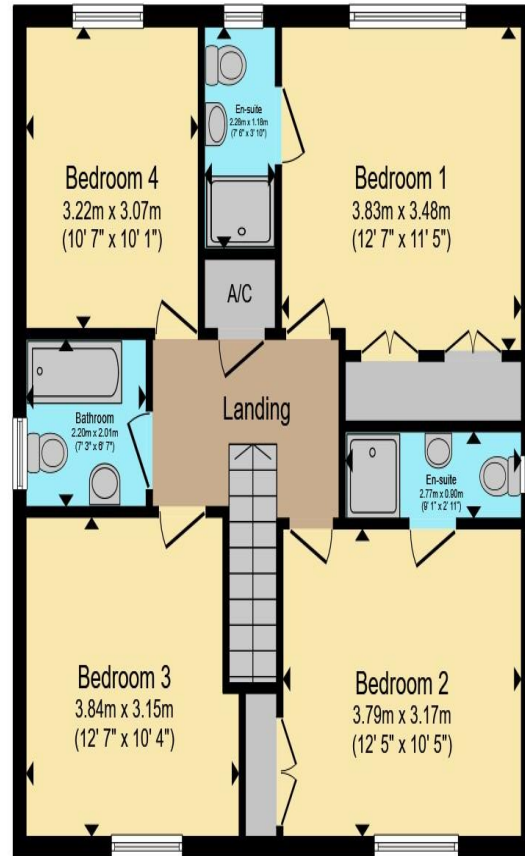 Bedroom 4
3.22m x 3.07m
(10' 7" x 10' 1")
En-suite
2.28m x 1.18m
(7' 6" x 3' 10")
Bedroom 1
3.83m x 3.48m
(12' 7" x 11' 5")
A/C
Landing
Bathroom
2.20m x 2.01m
(7' 3" x 6' 7")
En-suite
2.77m x 0.90m
(9' 1" x 2' 11")
Bedroom 3
3.84m x 3.15m
(12' 7" x 10' 4")
Bedroom 2
3.79m x 3.17m
(12' 5" x 10' 5")